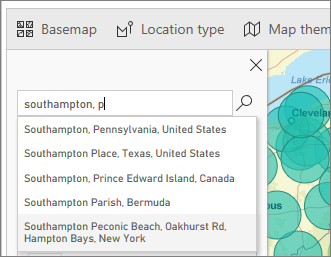 Basemap Location type Map them
Lake Erie
southampton, p
Clevelan
Southampton, Pennsylvania, United States
Southampton Place, Texas, United States
Southampton, Prince Edward Island, Canada
Southampton Parish, Bermuda
bus
Southampton Peconic Beach, Oakhurst Rd,
Hampton Bays, New York